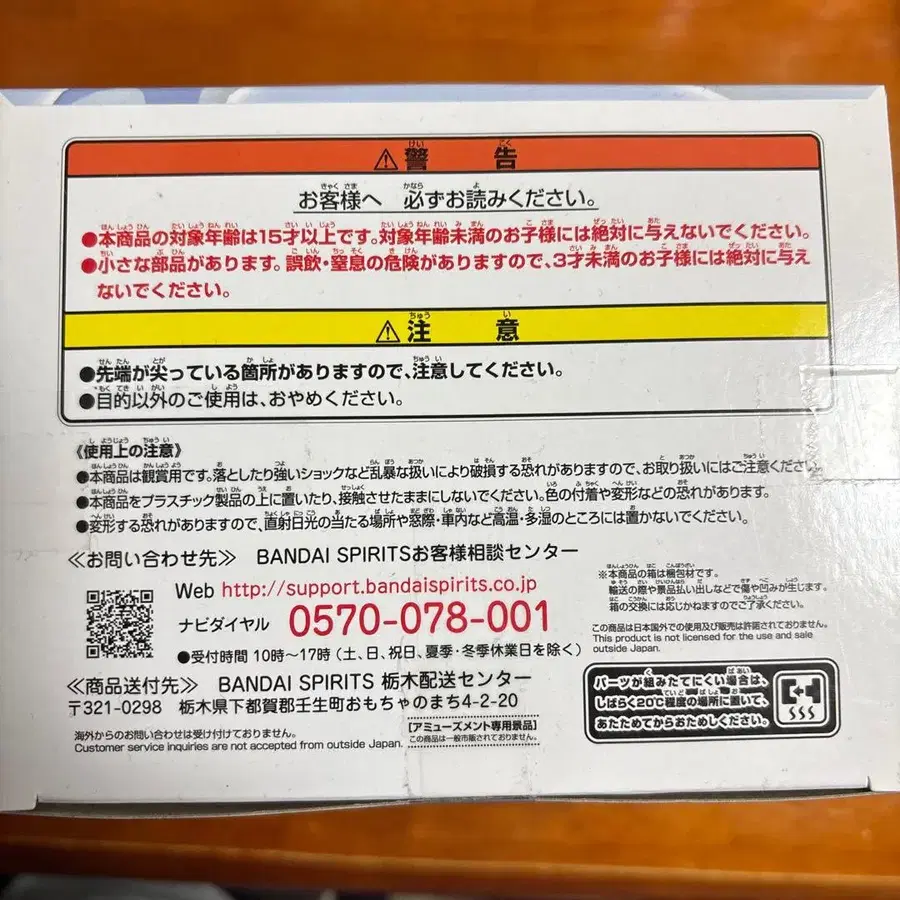 ⚠警告
お客様へ 必ずお読みください。
●本商品の対象年齢は15才以上です。対象年齢未満のお子様には絶対に与えないでください。
●小さな部品があります。誤飲・窒息の危険がありますので、3才未満のお子様には絶対に与え
ないでください。
⚠注意
●先端が尖っている箇所がありますので、注意してください。
●目的以外のご使用は、おやめください。
《使用上の注意》
●本商品は観賞用です。落としたり強いショックなど乱暴な扱いにより破損する恐れがありますので、お取り扱いにはご注意ください。
●本商品をプラスチック製品の上に置いたり、接触させたままにしないでください。色の付着や変形などの恐れがあります。
●変形する恐れがありますので、直射日光の当たる場所や窓際・車内など高温・多湿のところには置かないでください。
≪お問い合わせ先≫ BANDAI SPIRITSお客様相談センター
Web http://support.bandaispirits.co.jp
ナビダイヤル 0570-078-001
●受付時間 10時～17時 (土、日、祝日、夏季・冬季休業日を除く)
≪商品送付先≫ BANDAI SPIRITS 栃木配送センター
〒321-0298 栃木県下都賀郡壬生町おもちゃのまち4-2-20
海外からのお問い合わせは受け付けておりません。
Customer service inquiries are not accepted from outside Japan.
[アミューズメント専用景品]
この商品は一般市販されておりません。
※本商品の箱は梱包材です。
輸送の際や景品払い出しなどで傷や凹みが生じます。
箱の交換には応じかねますのでご了承ください。
この商品は日本国外での使用及び販売は許諾されておりません。
This product is not licensed for the use and sale
outside Japan.
パーツが組みたてにくい場合は、
しばらく20℃程度の場所に置いて、
あたためてからおためしください。